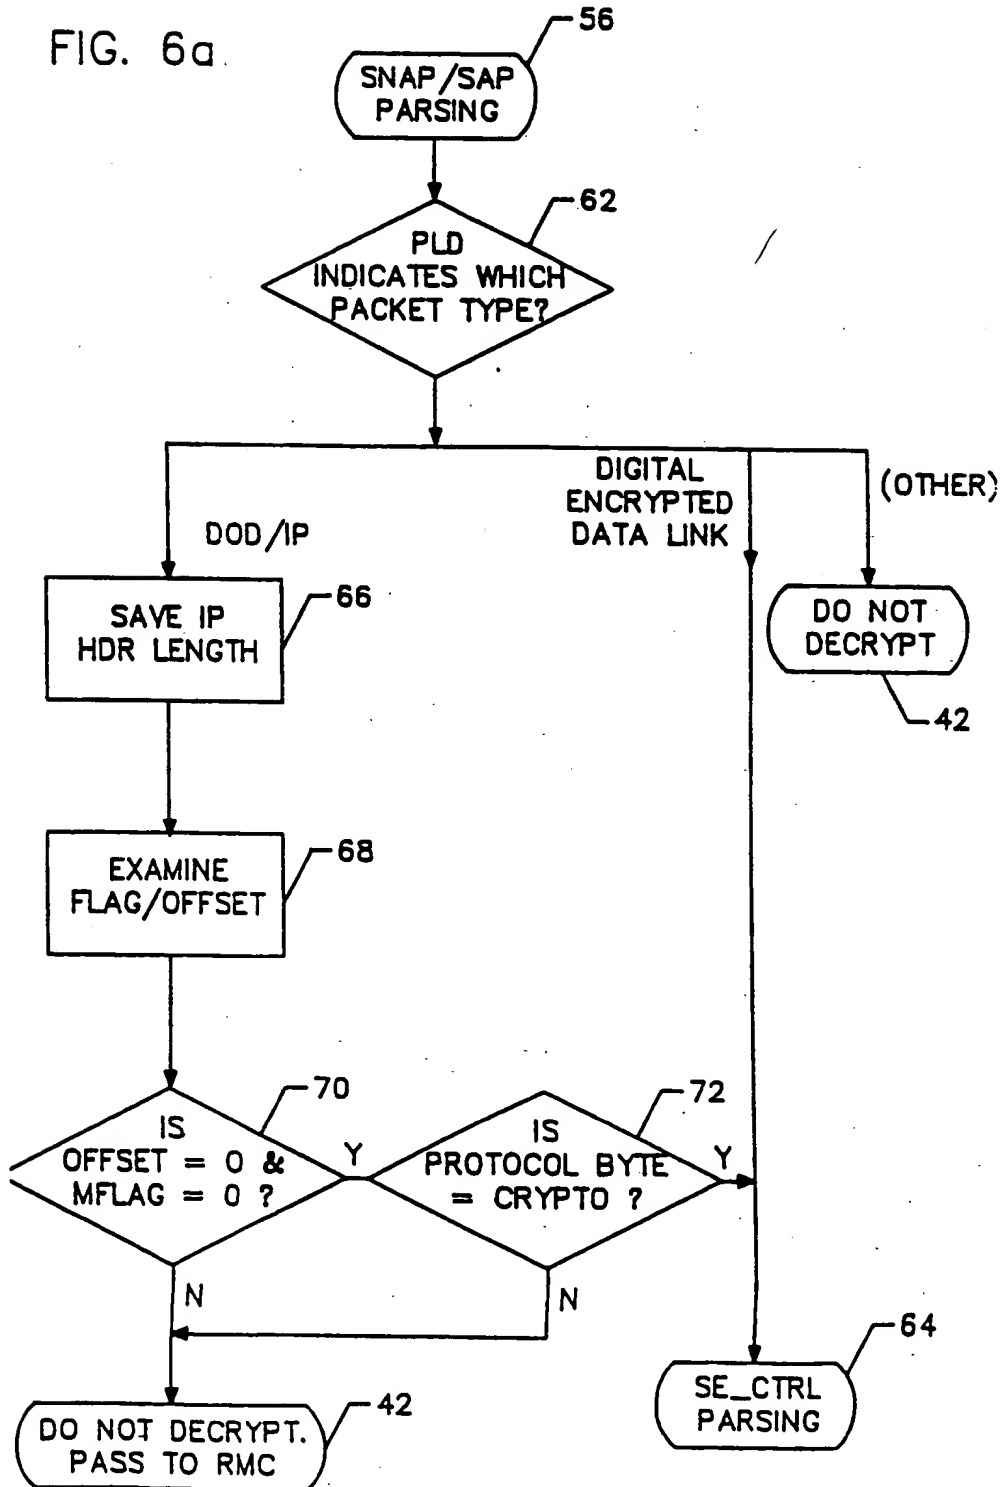 FIG. 6a
56
SNAP/SAP
PARSING
62
PLD
INDICATES WHICH
PACKET TYPE?
DIGITAL
ENCRYPTED
DATA LINK
(OTHER)
DOD/IP
66
SAVE IP
HDR LENGTH
DO NOT
DECRYPT
42
68
EXAMINE
FLAG/OFFSET
70
IS
OFFSET = 0 &
MFLAG = 0 ?
Y
72
IS
PROTOCOL BYTE
= CRYPTO ?
Y
N
N
64
SE_CTRL
PARSING
42
DO NOT DECRYPT.
PASS TO RMC